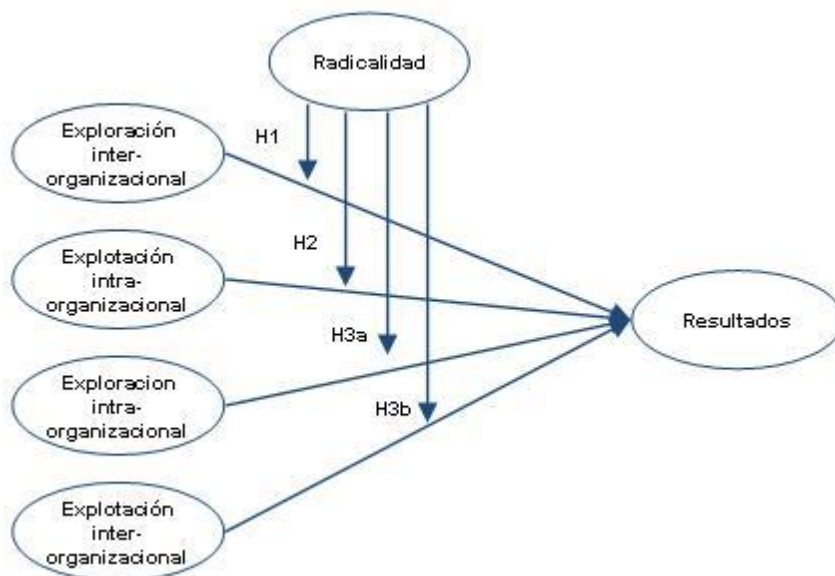 Radicalidad
H1
Exploración
inter-
organizacional
H2
Explotación
intra-
organizacional
Resultados
H3a
Exploracion
intra-
organizacional
H3b
Explotación
inter-
organizacional